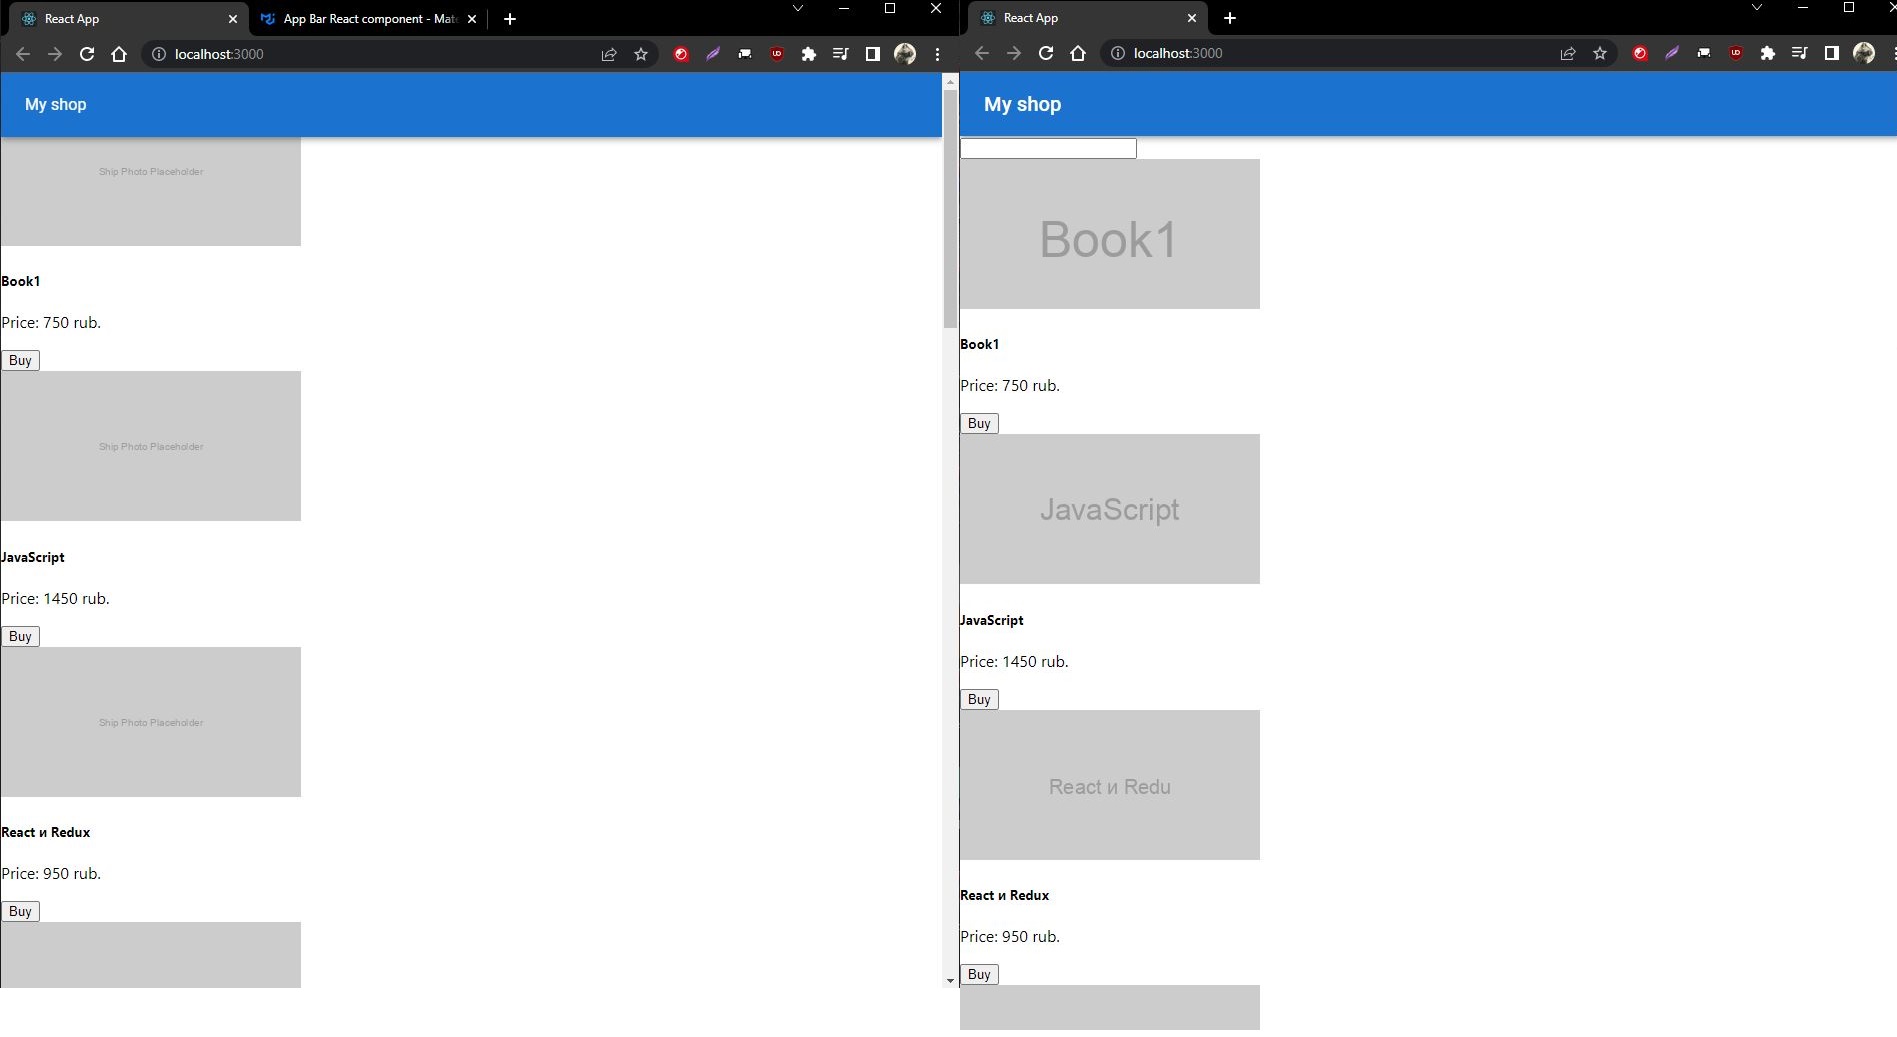 React App
App Bar React component - Mate
localhost:3000
My shop
Ship Photo Placeholder
Book1
Price: 750 rub.
Buy
Ship Photo Placeholder
JavaScript
Price: 1450 rub.
Buy
Ship Photo Placeholder
React и Redux
Price: 950 rub.
Buy
React App
localhost:3000
My shop
Book1
Book1
Price: 750 rub.
Buy
JavaScript
JavaScript
Price: 1450 rub.
Buy
React и Redu
React и Redux
Price: 950 rub.
Buy